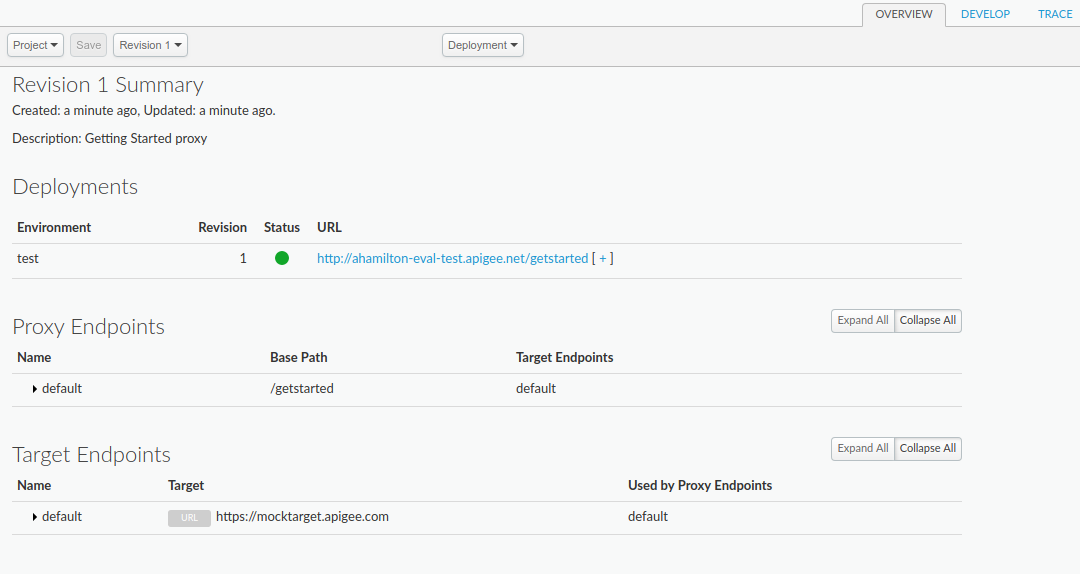 OVERVIEW DEVELOP TRACE
Project Save Revision 1 Deployment
Revision 1 Summary
Created: a minute ago, Updated: a minute ago.
Description: Getting Started proxy
Deployments
Environment Revision Status URL
test 1 http://ahamilton-eval-test.apigee.net/getstarted [ + ]
Proxy Endpoints Expand All Collapse All
Name Base Path Target Endpoints
default /getstarted default
Target Endpoints Expand All Collapse All
Name Target Used by Proxy Endpoints
default URL https://mocktarget.apigee.com default